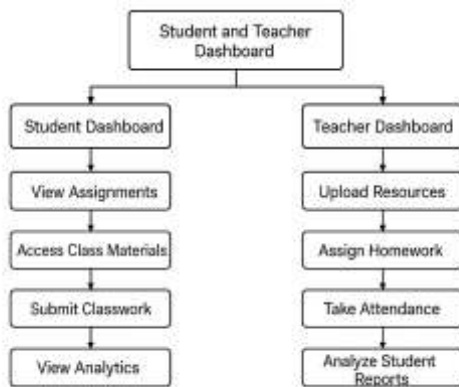 Student and Teacher
Dashboard
Student Dashboard
Teacher Dashboard
View Assignments
Upload Resources
Access Class Materials
Assign Homework
Submit Classwork
Take Attendance
View Analytics
Analyze Student
Reports